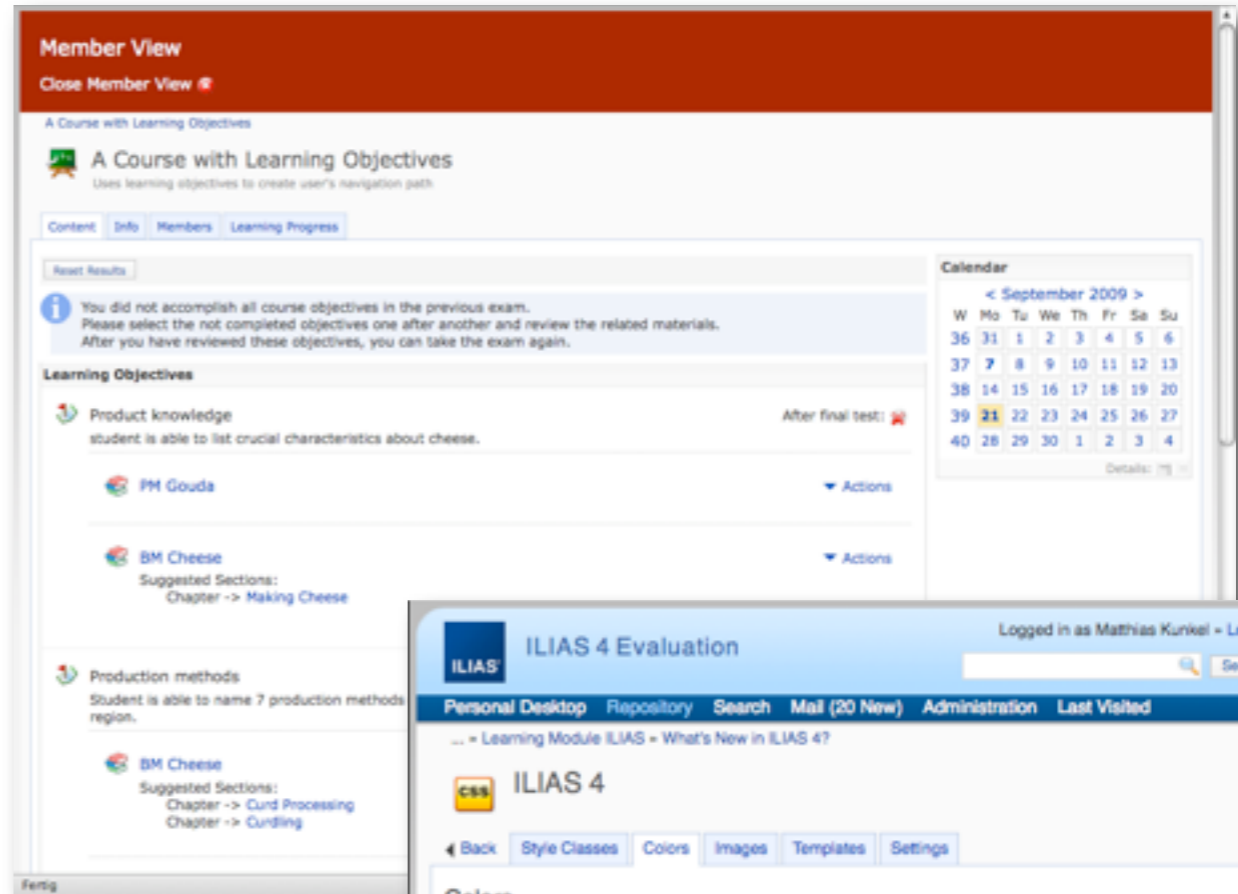 Member View
Close Member View
A Course with Learning Objectives
A Course with Learning Objectives
Uses learning objectives to create user's navigation path
Content Info Members Learning Progress
Reset Results
You did not accomplish all course objectives in the previous exam.
Please select the not completed objectives one after another and review the related materials.
After you have reviewed these objectives, you can take the exam again.
Learning Objectives
Product knowledge After final test:
student is able to list crucial characteristics about cheese.
PM Gouda Actions
BM Cheese Actions
Suggested Sections:
Chapter -> Making Cheese
Production methods
Student is able to name 7 production methods
region.
BM Cheese
Suggested Sections:
Chapter -> Curd Processing
Chapter -> Curdling
Fertig
Calendar
< September 2009 >
W Mo Tu We Th Fr Sa Su
36 31 1 2 3 4 5 6
37 7 8 9 10 11 12 13
38 14 15 16 17 18 19 20
39 21 22 23 24 25 26 27
40 28 29 30 1 2 3 4
Details:
ILIAS
ILIAS 4 Evaluation
Logged in as Matthias Kunkel »
Personal Desktop Repository Search Mail (20 New) Administration Last Visited
... » Learning Module ILIAS » What's New in ILIAS 4?
css ILIAS 4
Back Style Classes Colors Images Templates Settings
Colors